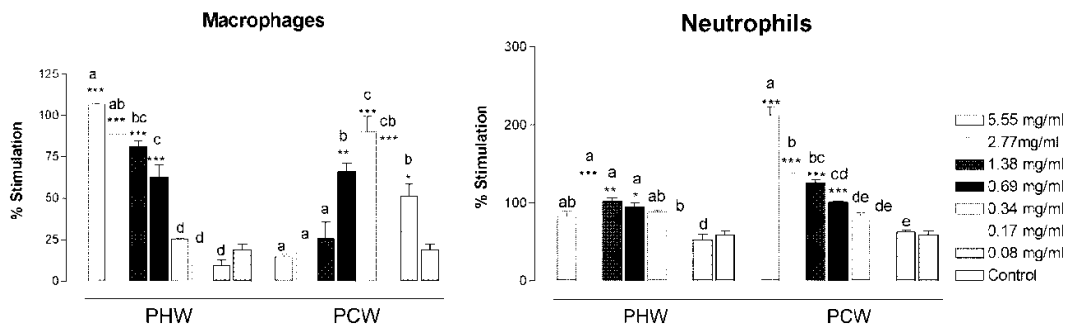 Macrophages
% Stimulation
125
100
75
50
25
0
a
***
ab
***
bc
***
c
***
d
d
d
a
a
a
b
**
c
***
cb
***
b
*
PHW
PCW
Neutrophils
% Stimulation
300
200
100
0
ab
a
***
a
**
a
*
ab
b
d
a
***
b
***
bc
***
cd
***
de
de
e
PHW
PCW
5.55 mg/ml
2.77mg/ml
1.38 mg/ml
0.69 mg/ml
0.34 mg/ml
0.17 mg/ml
0.08 mg/ml
Control